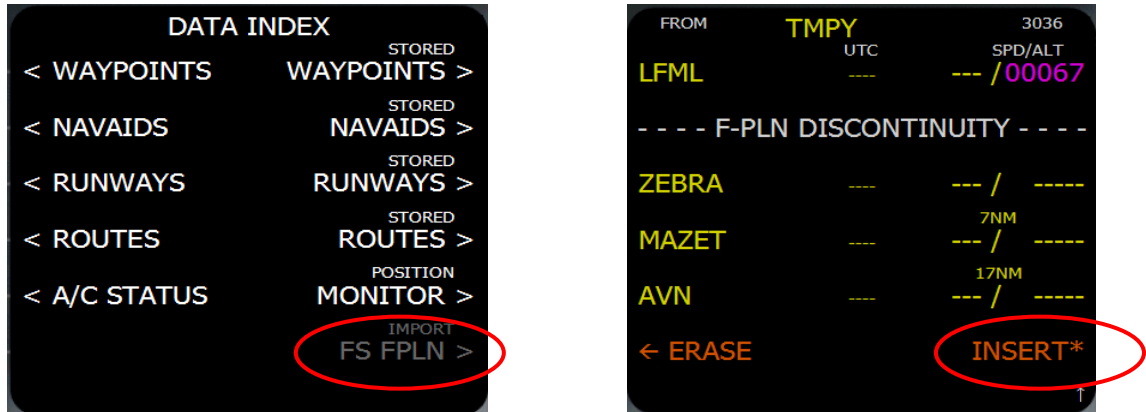 DATA INDEX
STORED
< WAYPOINTS WAYPOINTS >
STORED
< NAVAIDS NAVAIDS >
STORED
< RUNWAYS RUNWAYS >
STORED
< ROUTES ROUTES >
POSITION
< A/C STATUS MONITOR >
IMPORT
FS FPLN >
FROM TMPY 3036
UTC SPD/ALT
LFML ---- --- /00067
- - - - F-PLN DISCONTINUITY - - - -
ZEBRA ---- --- / -----
7NM
MAZET ---- --- / -----
17NM
AVN ---- --- / -----
← ERASE INSERT*
↑